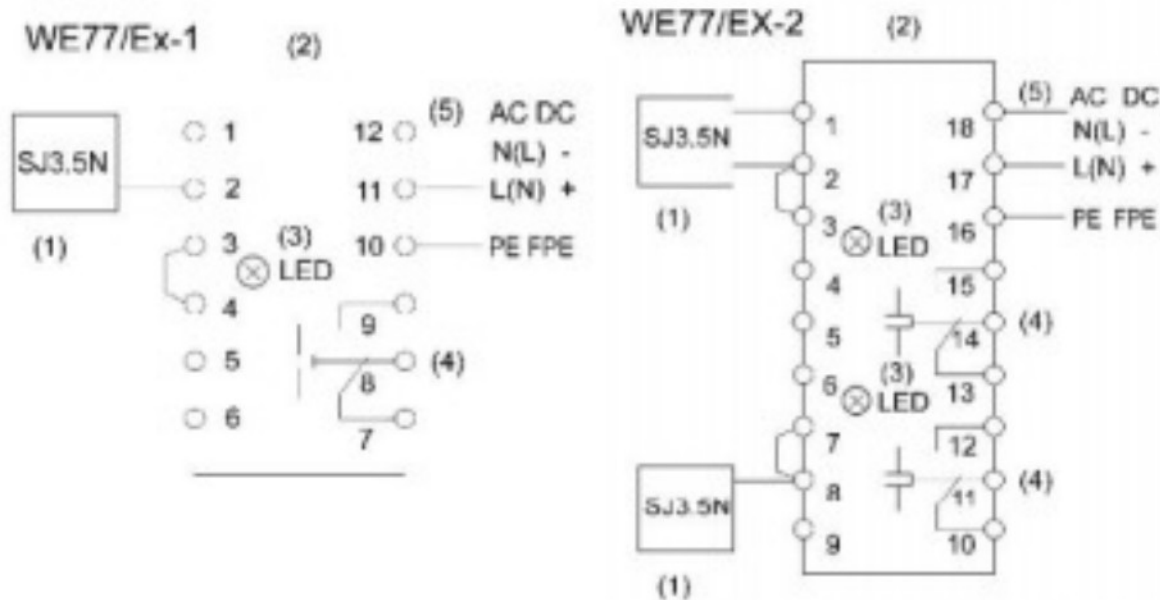 WE77/Ex-1 (2)
SJ3.5N
(1)
1
2
3
4
5
6
(3)
LED
12 (5) AC DC
N(L) -
11 L(N) +
10 PE FPE
9
8 (4)
7
WE77/EX-2 (2)
SJ3.5N
(1)
1
2
3
4
5
6
7
8
9
(3)
LED
(3)
LED
SJ3.5N
(1)
18 (5) AC DC
N(L) -
17 L(N) +
16 PE FPE
15
14 (4)
13
12
11 (4)
10